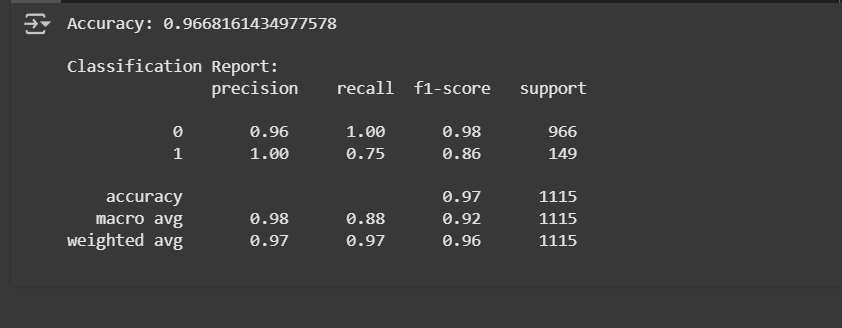 Accuracy: 0.9668161434977578
Classification Report:
precision recall f1-score support
0 0.96 1.00 0.98 966
1 1.00 0.75 0.86 149
accuracy 0.97 1115
macro avg 0.98 0.88 0.92 1115
weighted avg 0.97 0.97 0.96 1115